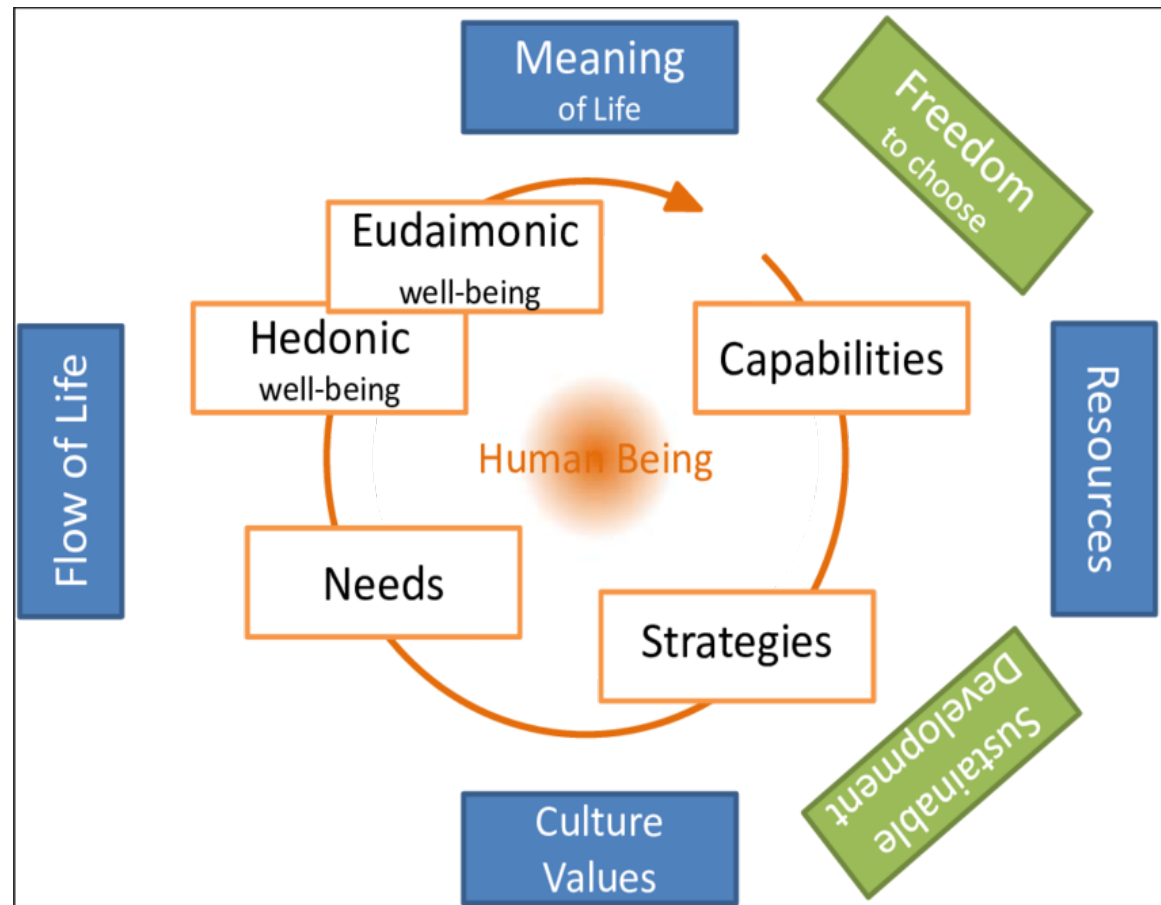 Meaning
of Life
Freedom
to choose
Eudaimonic
well-being
Hedonic
well-being
Capabilities
Flow of Life
Human Being
Resources
Needs
Strategies
Sustainable
Development
Culture
Values